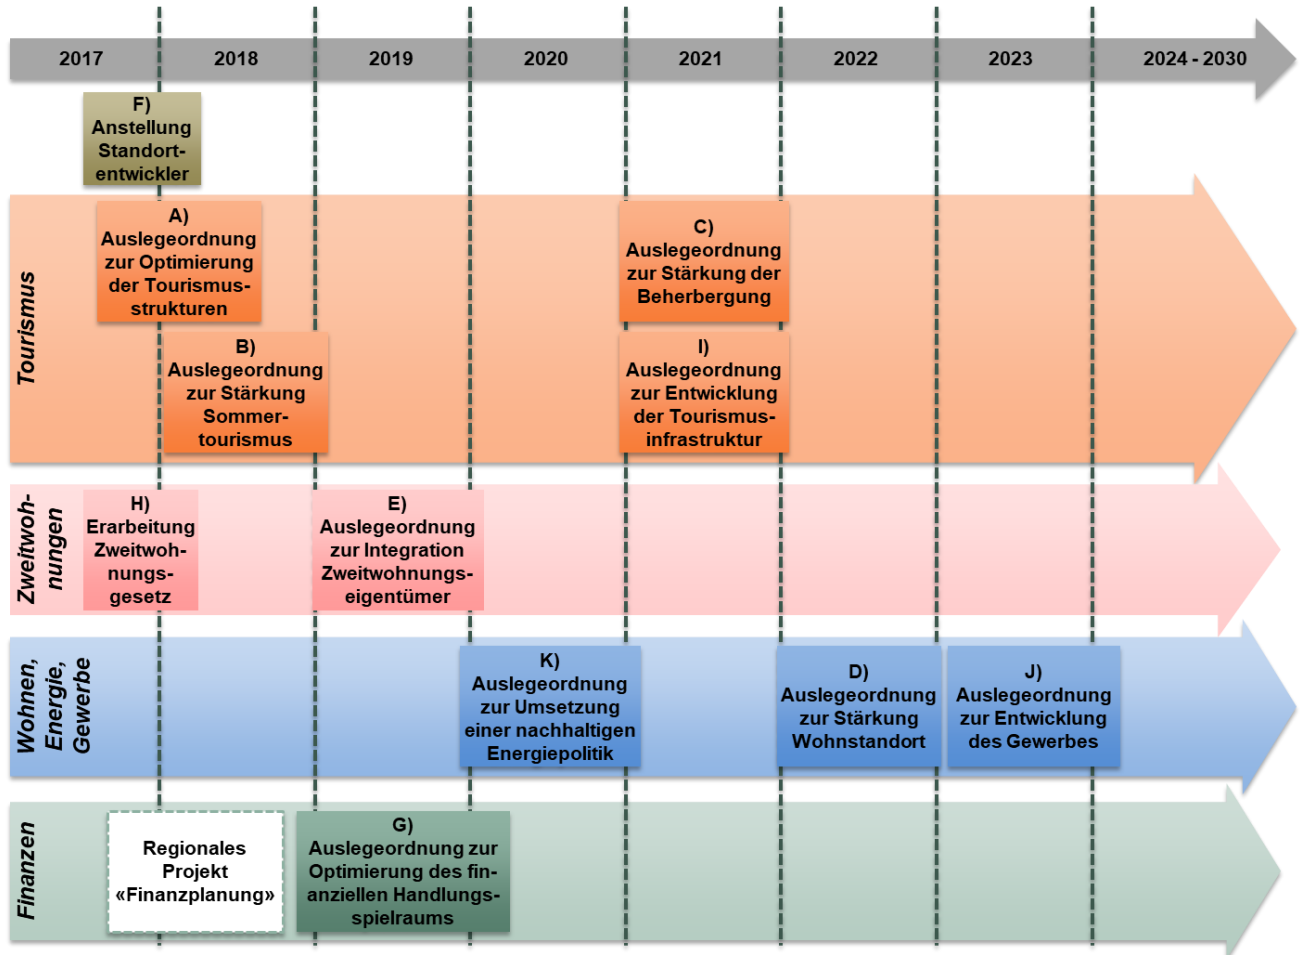 2017
2018
2019
2020
2021
2022
2023
2024 - 2030
F)
Anstellung
Standort-
entwickler
Tourismus
A)
Auslegeordnung
zur Optimierung
der Tourismus-
strukturen
B)
Auslegeordnung
zur Stärkung
Sommer-
tourismus
C)
Auslegeordnung
zur Stärkung der
Beherbergung
I)
Auslegeordnung
zur Entwicklung
der Tourismus-
infrastruktur
Zweitwoh-
nungen
H)
Erarbeitung
Zweitwoh-
nungs-
gesetz
E)
Auslegeordnung
zur Integration
Zweitwohnungs-
eigentümer
Wohnen,
Energie,
Gewerbe
K)
Auslegeordnung
zur Umsetzung
einer nachhaltigen
Energiepolitik
D)
Auslegeordnung
zur Stärkung
Wohnstandort
J)
Auslegeordnung
zur Entwicklung
des Gewerbes
Finanzen
Regionales
Projekt
«Finanzplanung»
G)
Auslegeordnung zur
Optimierung des fin-
anziellen Handlungs-
spielraums